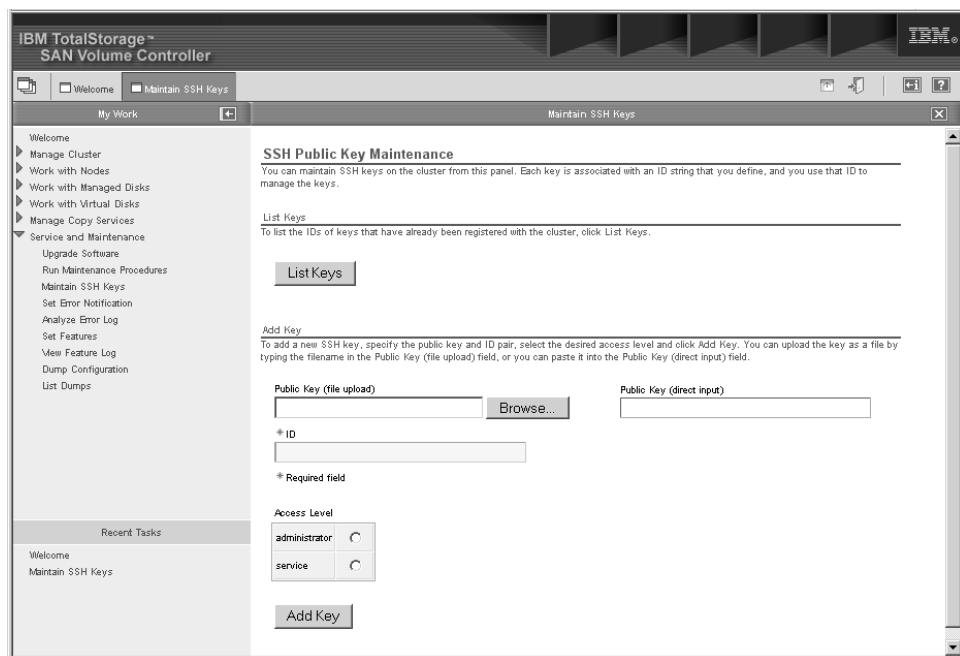 IBM TotalStorage™
SAN Volume Controller
IBM®
Welcome
Maintain SSH Keys
?
My Work
Maintain SSH Keys
Welcome
Manage Cluster
Work with Nodes
Work with Managed Disks
Work with Virtual Disks
Manage Copy Services
Service and Maintenance
Upgrade Software
Run Maintenance Procedures
Maintain SSH Keys
Set Error Notification
Analyze Error Log
Set Features
View Feature Log
Dump Configuration
List Dumps
Recent Tasks
Welcome
Maintain SSH Keys
SSH Public Key Maintenance
You can maintain SSH keys on the cluster from this panel. Each key is associated with an ID string that you define, and you use that ID to
manage the keys.
List Keys
To list the IDs of keys that have already been registered with the cluster, click List Keys.
List Keys
Add Key
To add a new SSH key, specify the public key and ID pair, select the desired access level and click Add Key. You can upload the key as a file by
typing the filename in the Public Key (file upload) field, or you can paste it into the Public Key (direct input) field.
Public Key (file upload)
Browse...
Public Key (direct input)
* ID
* Required field
Access Level
administrator
service
Add Key